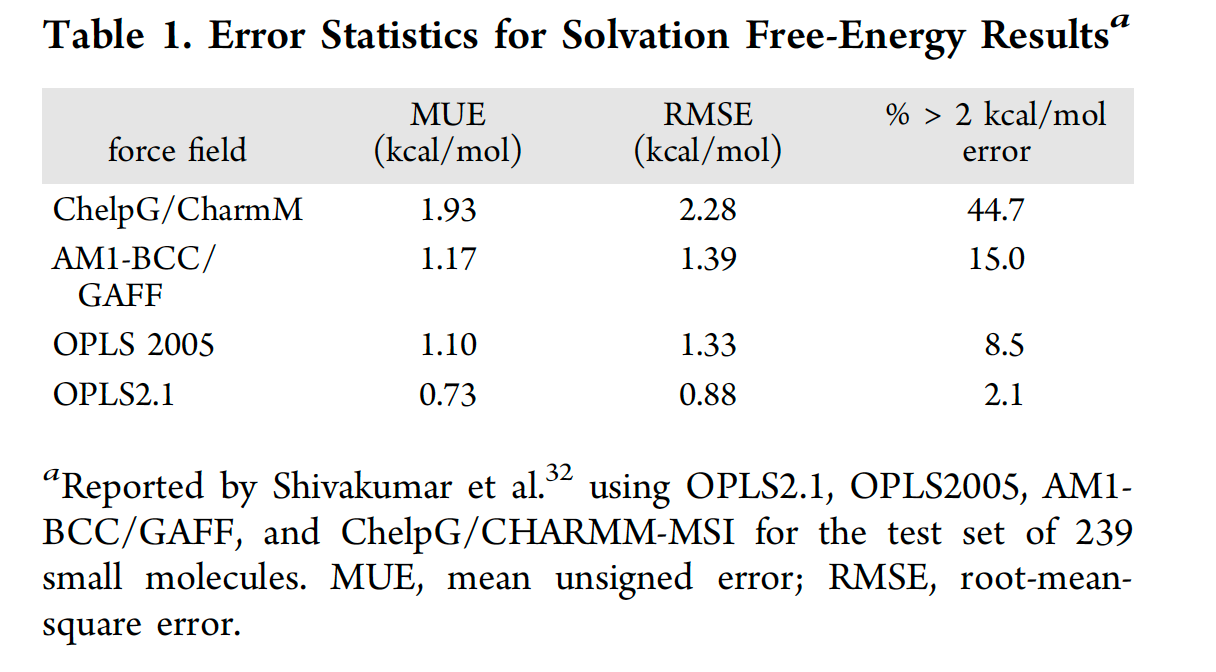 Table 1. Error Statistics for Solvation Free-Energy Resultsa
force field MUE (kcal/mol) RMSE (kcal/mol) % > 2 kcal/mol error
ChelpG/CharmM 1.93 2.28 44.7
AM1-BCC/ 1.17 1.39 15.0
GAFF
OPLS 2005 1.10 1.33 8.5
OPLS2.1 0.73 0.88 2.1
aReported by Shivakumar et al.32 using OPLS2.1, OPLS2005, AM1-
BCC/GAFF, and ChelpG/CHARMM-MSI for the test set of 239
small molecules. MUE, mean unsigned error; RMSE, root-mean-
square error.